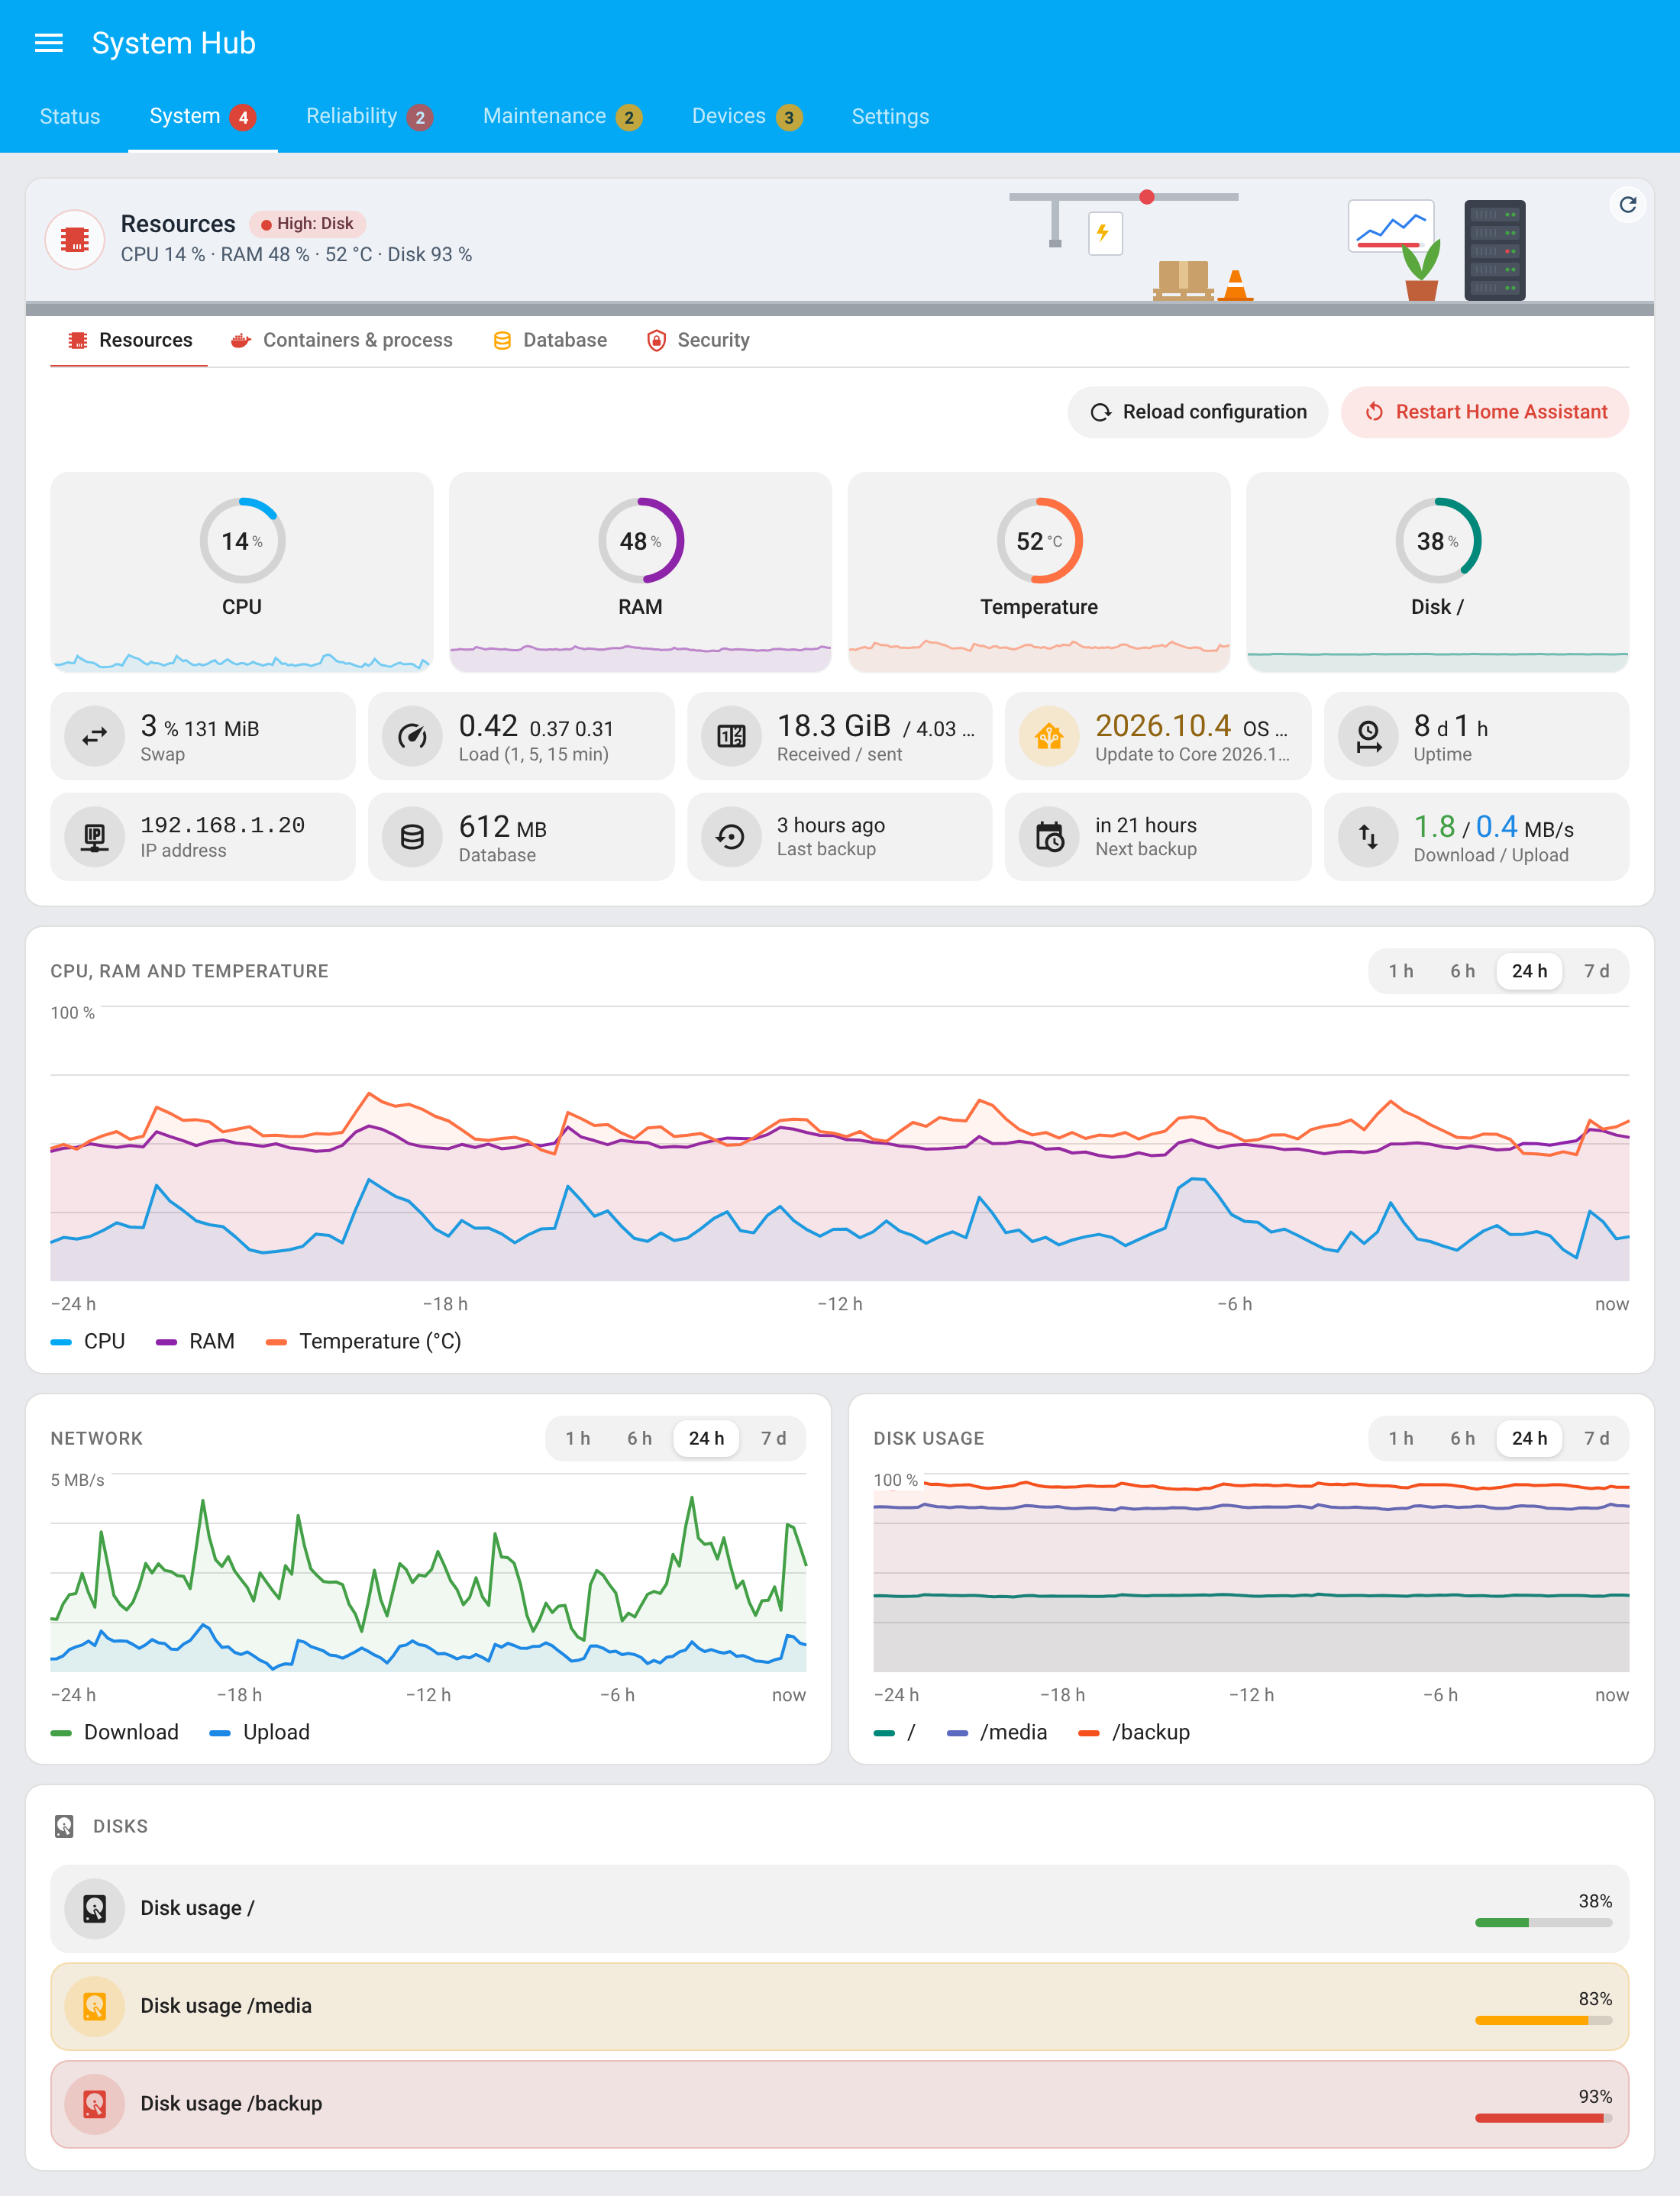 System Hub
Status
System 4
Reliability 2
Maintenance 2
Devices 3
Settings
Resources
High: Disk
CPU 14 % · RAM 48 % · 52 °C · Disk 93 %
Resources
Containers & process
Database
Security
Reload configuration
Restart Home Assistant
14 %
CPU
48 %
RAM
52 °C
Temperature
38 %
Disk /
3 % 131 MiB
Swap
0.42 0.37 0.31
Load (1, 5, 15 min)
18.3 GiB / 4.03 ...
Received / sent
2026.10.4 OS ...
Update to Core 2026.1...
8 d 1 h
Uptime
192.168.1.20
IP address
612 MB
Database
3 hours ago
Last backup
in 21 hours
Next backup
1.8 / 0.4 MB/s
Download / Upload
CPU, RAM AND TEMPERATURE
1 h
6 h
24 h
7 d
100 %
−24 h
−18 h
−12 h
−6 h
now
CPU
RAM
Temperature (°C)
NETWORK
1 h
6 h
24 h
7 d
5 MB/s
−24 h
−18 h
−12 h
−6 h
now
Download
Upload
DISK USAGE
1 h
6 h
24 h
7 d
100 %
−24 h
−18 h
−12 h
−6 h
now
/
/media
/backup
DISKS
Disk usage /
38%
Disk usage /media
83%
Disk usage /backup
93%